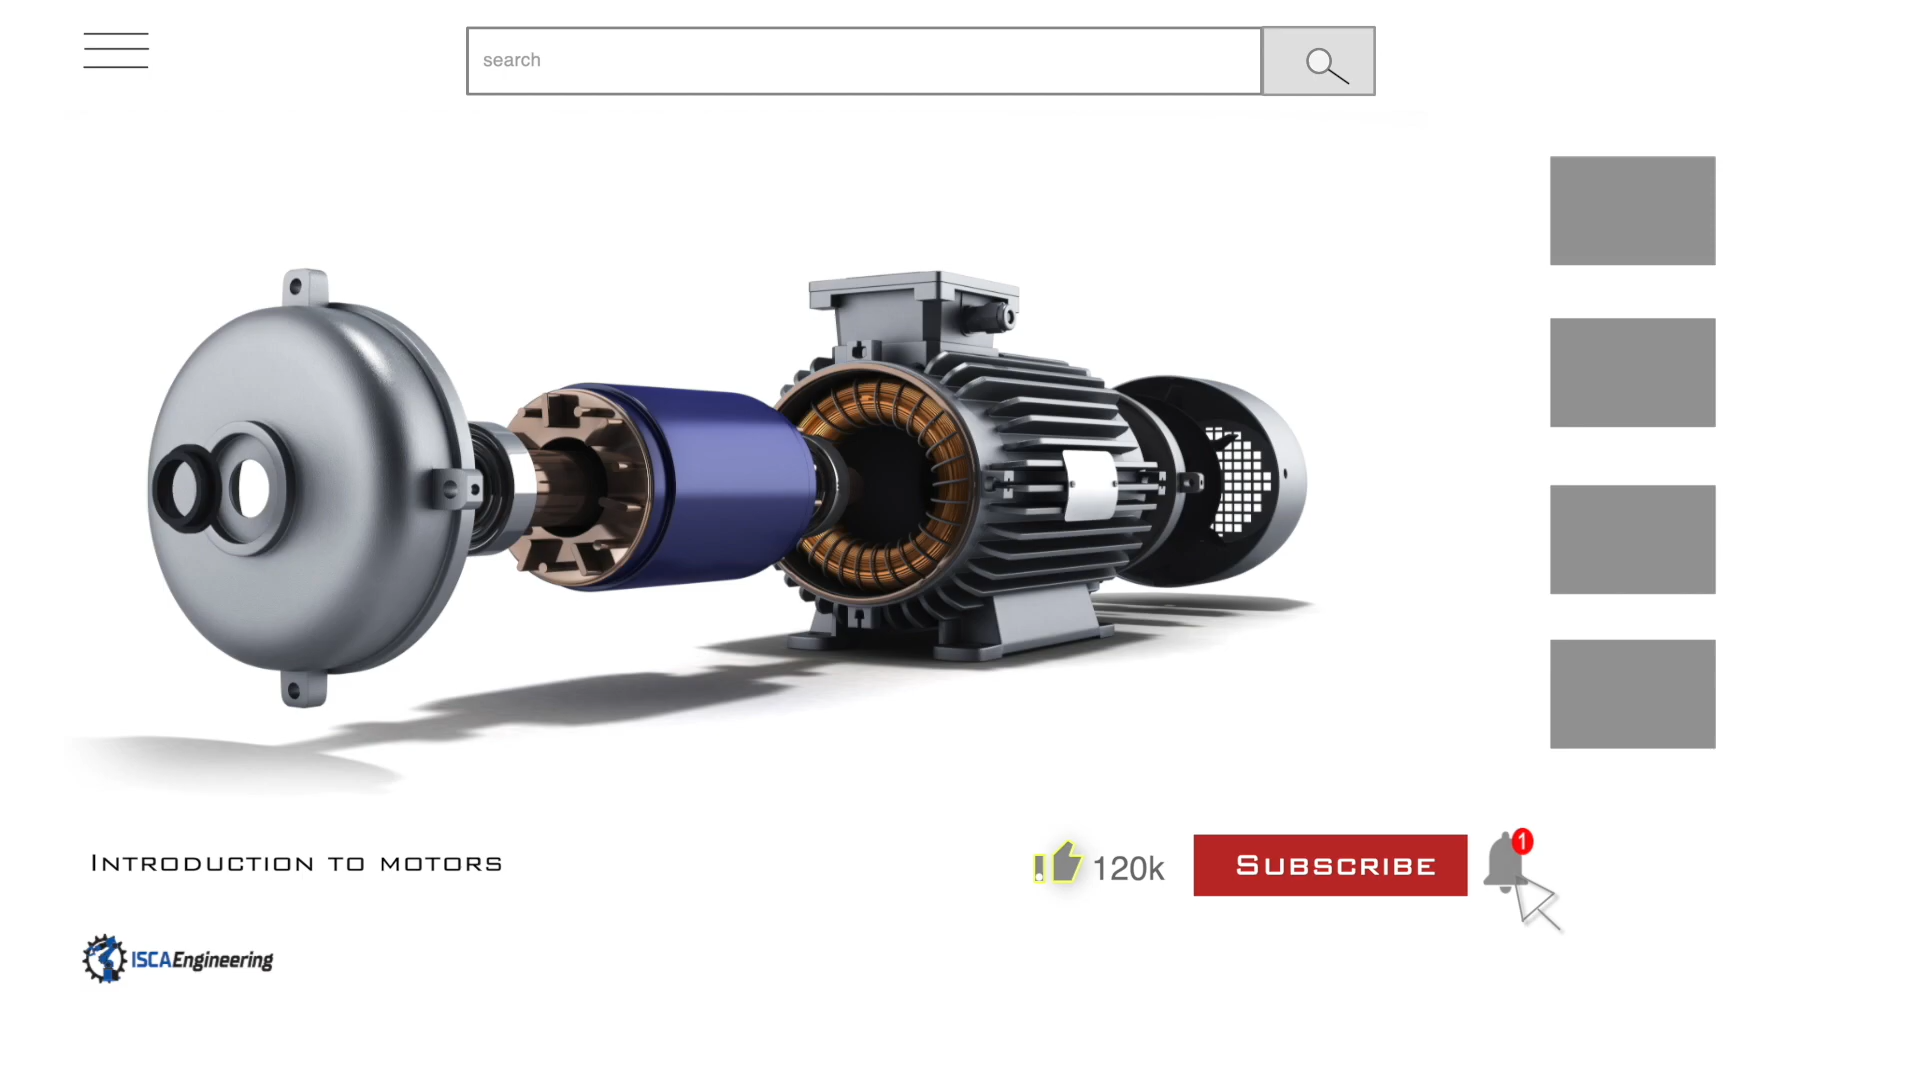 search
INTRODUCTION TO MOTORS
120k
SUBSCRIBE
1
ISCAEngineering